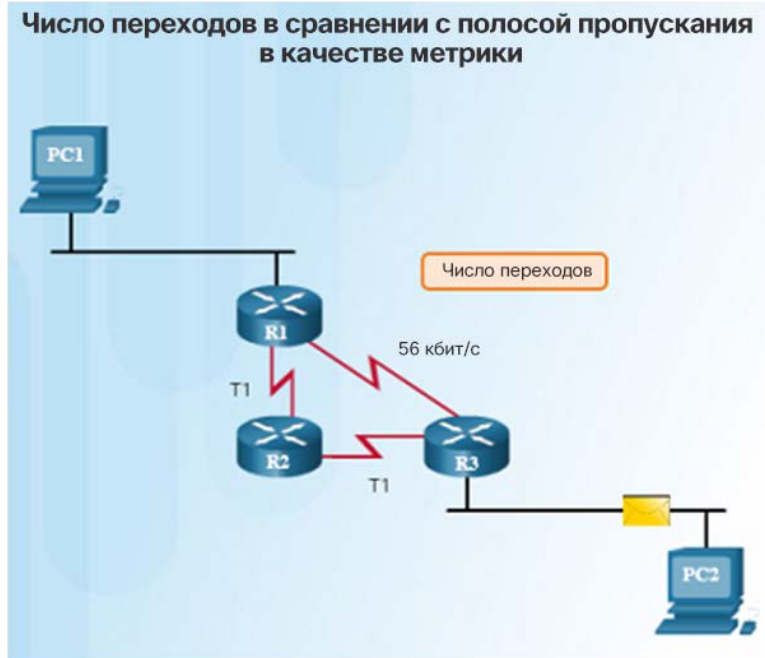 Число переходов в сравнении с полосой пропускания
в качестве метрики
PC1
Число переходов
R1
56 кбит/с
T1
R2
R3
T1
PC2